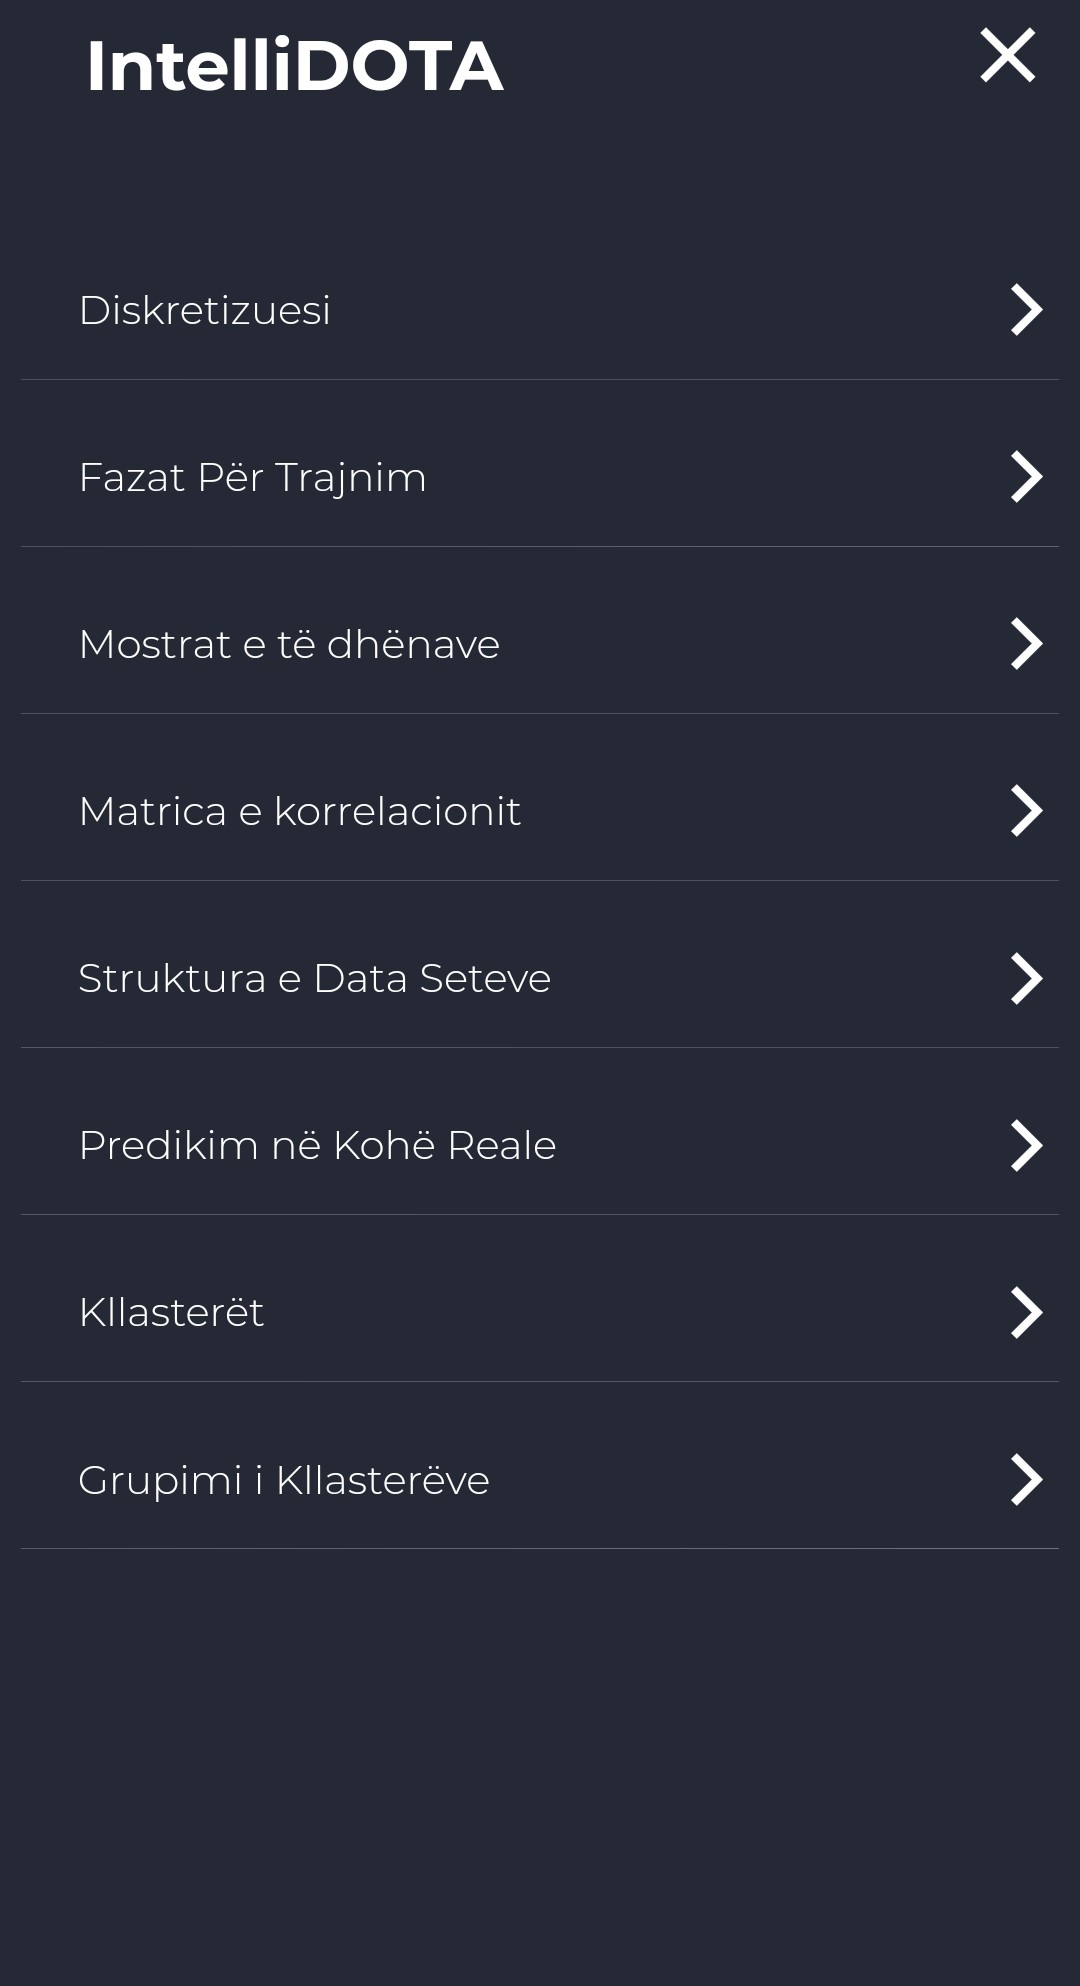 IntelliDOTA
Diskretizuesi
Fazat Për Trajnim
Mostrat e të dhënave
Matrica e korrelacionit
Struktura e Data Seteve
Predikim në Kohë Reale
Kllasterët
Grupimi i Kllasterëve